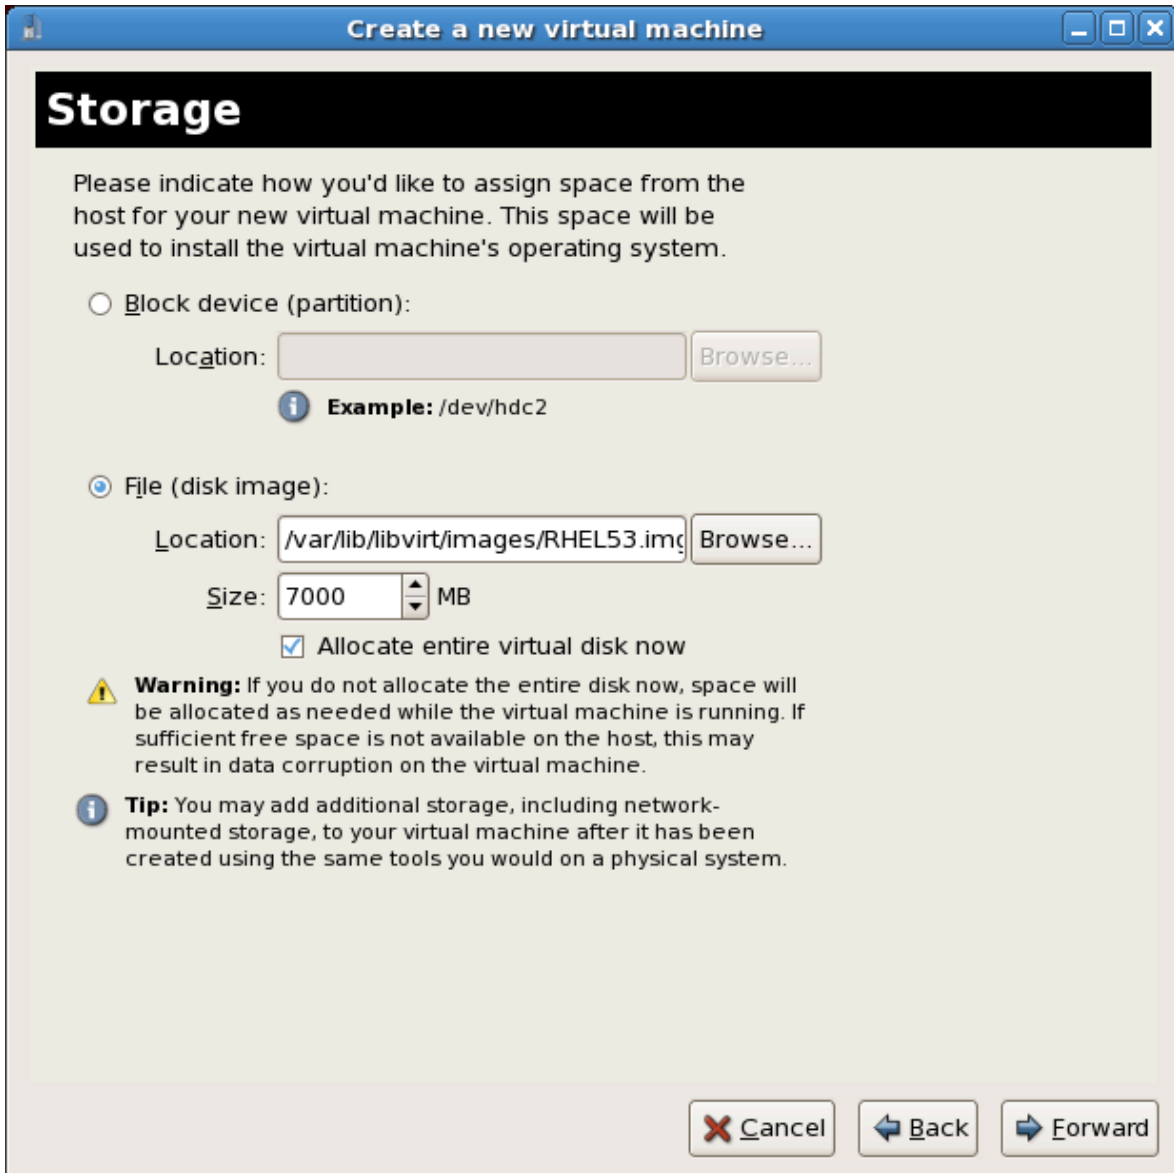 Create a new virtual machine
Storage
Please indicate how you'd like to assign space from the
host for your new virtual machine. This space will be
used to install the virtual machine's operating system.
Block device (partition):
Location:
Browse...
Example: /dev/hdc2
File (disk image):
Location: /var/lib/libvirt/images/RHEL53.img Browse...
Size: 7000 MB
Allocate entire virtual disk now
Warning: If you do not allocate the entire disk now, space will
be allocated as needed while the virtual machine is running. If
sufficient free space is not available on the host, this may
result in data corruption on the virtual machine.
Tip: You may add additional storage, including network-
mounted storage, to your virtual machine after it has been
created using the same tools you would on a physical system.
Cancel Back Forward